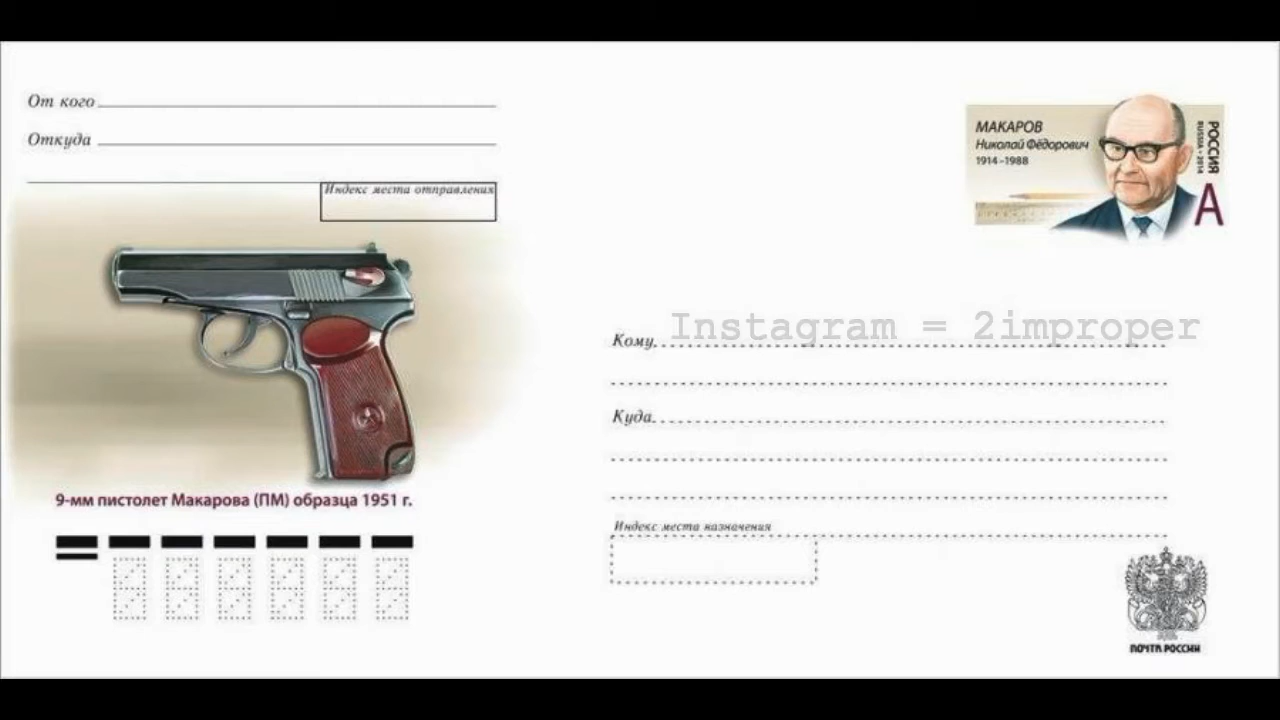 От кого
Откуда
Индекс места отправления
МАКАРОВ
Николай Фёдорович
1914–1988
РОССИЯ
RUSSIA • 2014
A
Instagram = 2improper
Кому
Куда
9-мм пистолет Макарова (ПМ) образца 1951 г.
Индекс места назначения
ПОЧТА РОССИИ